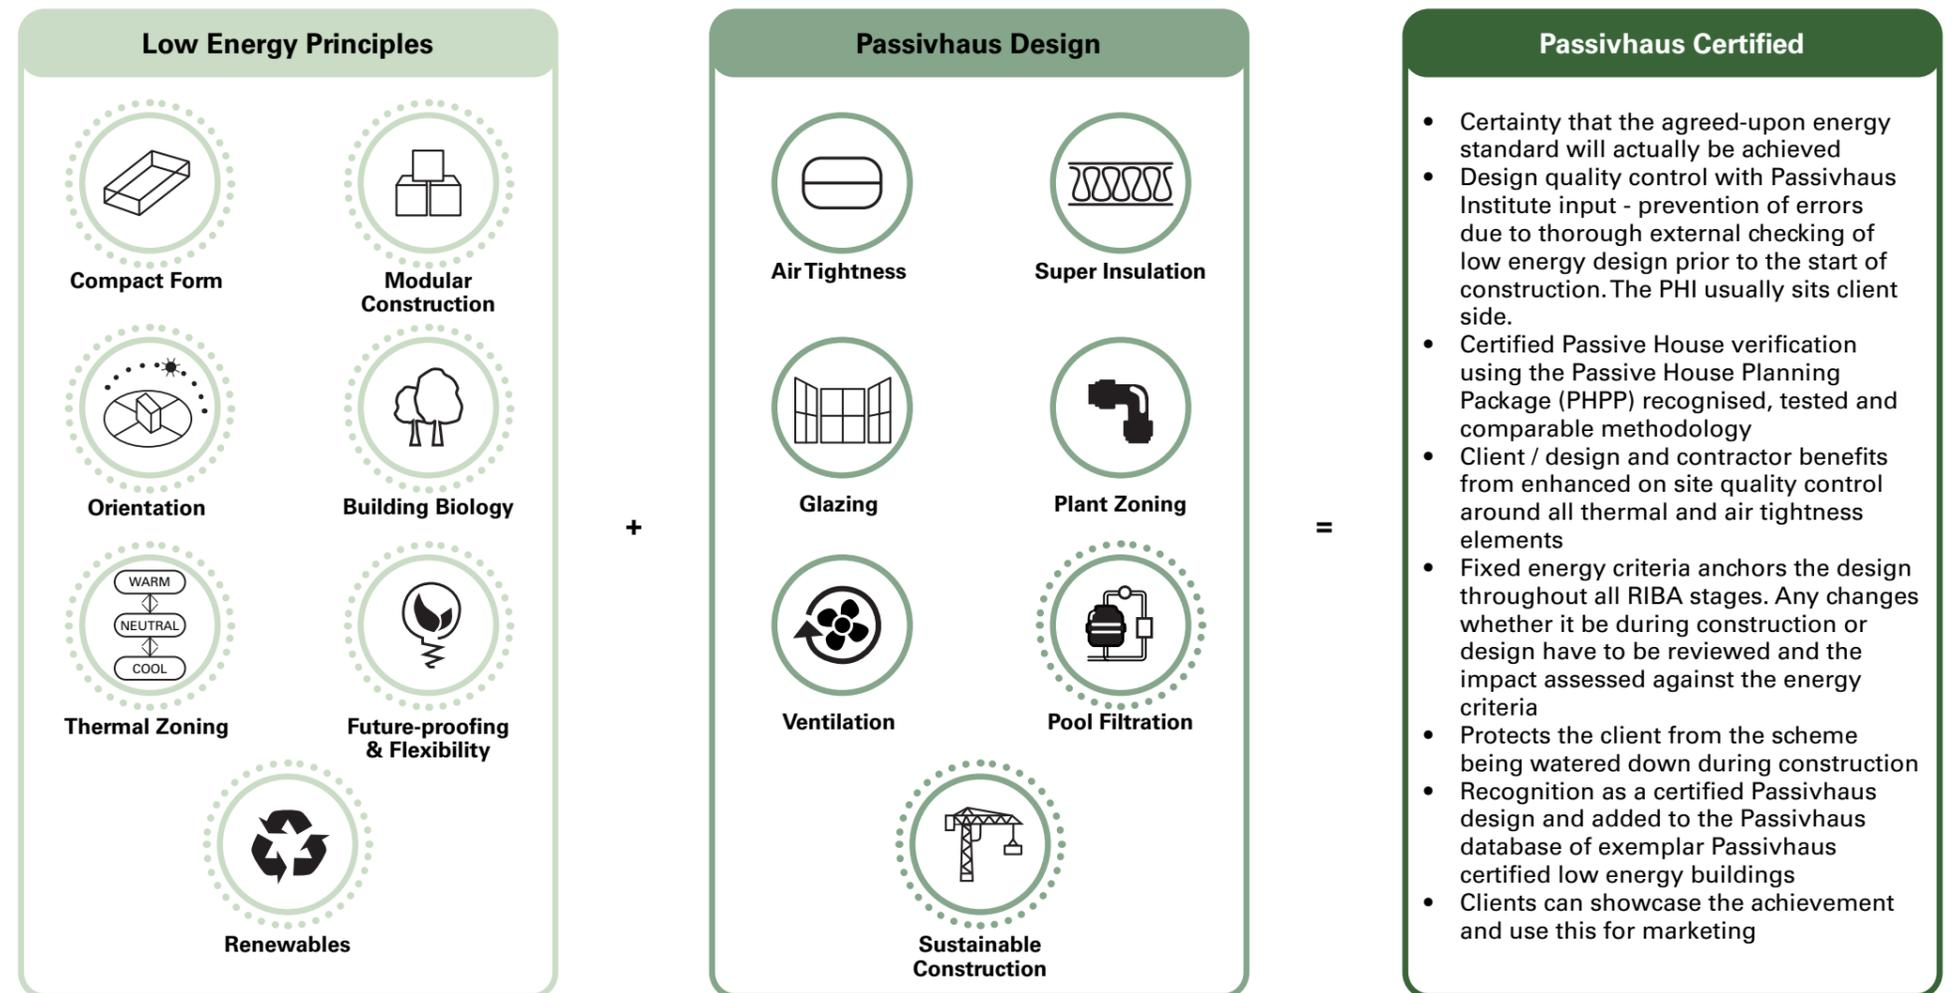 Low Energy Principles
Compact Form
Modular
Construction
Orientation
Building Biology
WARM
NEUTRAL
COOL
Thermal Zoning
Future-proofing
& Flexibility
Renewables
+
Passivhaus Design
Air Tightness
Super Insulation
Glazing
Plant Zoning
Ventilation
Pool Filtration
Sustainable
Construction
=
Passivhaus Certified
• Certainty that the agreed-upon energy
standard will actually be achieved
• Design quality control with Passivhaus
Institute input - prevention of errors
due to thorough external checking of
low energy design prior to the start of
construction. The PHI usually sits client
side.
• Certified Passive House verification
using the Passive House Planning
Package (PHPP) recognised, tested and
comparable methodology
• Client / design and contractor benefits
from enhanced on site quality control
around all thermal and air tightness
elements
• Fixed energy criteria anchors the design
throughout all RIBA stages. Any changes
whether it be during construction or
design have to be reviewed and the
impact assessed against the energy
criteria
• Protects the client from the scheme
being watered down during construction
• Recognition as a certified Passivhaus
design and added to the Passivhaus
database of exemplar Passivhaus
certified low energy buildings
• Clients can showcase the achievement
and use this for marketing